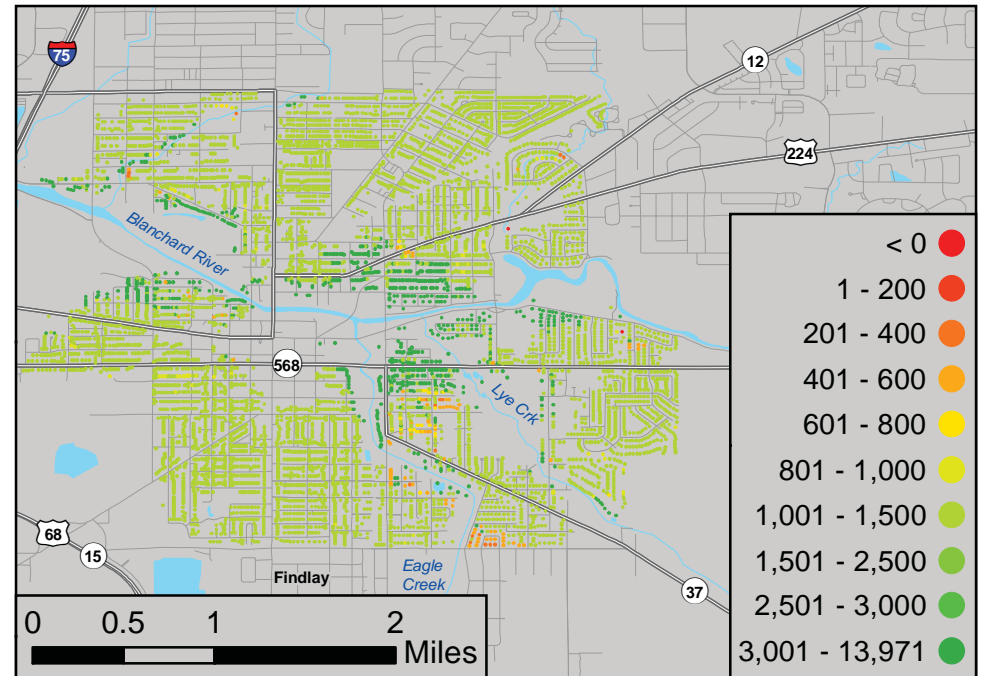 75
12
224
Blanchard River
568
Lye Crk
68
15
Findlay
Eagle
Creek
37
< 0
1 - 200
201 - 400
401 - 600
601 - 800
801 - 1,000
1,001 - 1,500
1,501 - 2,500
2,501 - 3,000
3,001 - 13,971
0 0.5 1 2
Miles